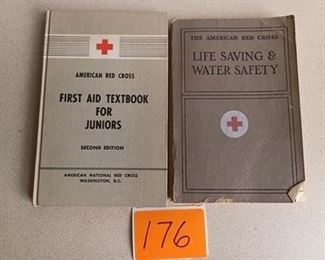 AMERICAN RED CROSS
FIRST AID TEXTBOOK
FOR
JUNIORS
SECOND EDITION
AMERICAN NATIONAL RED CROSS
WASHINGTON, D.C.
THE AMERICAN RED CROSS
LIFE SAVING &
WATER SAFETY
176